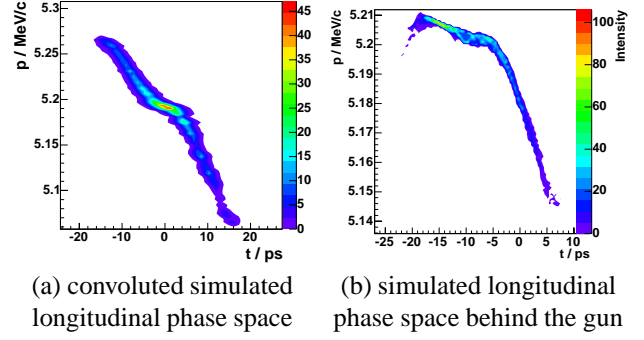 p / MeV/c
5.3
5.25
5.2
5.15
5.1
-20 -10 0 10 20
t / ps
45
40
35
30
25
20
15
10
5
0
p / MeV/c
5.21
5.2
5.19
5.18
5.17
5.16
5.15
5.14
-25 -20 -15 -10 -5 0 5 10
t / ps
Intensity
100
80
60
40
20
0
(a) convoluted simulated
longitudinal phase space
(b) simulated longitudinal
phase space behind the gun